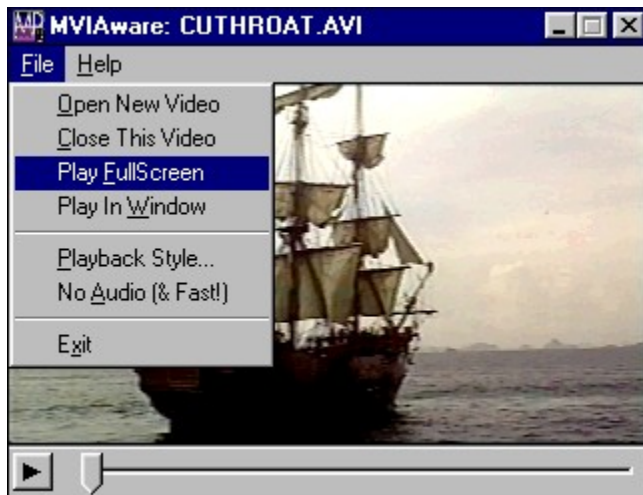 MVIAware: CUTHROAT.AVI
File Help
Open New Video
Close This Video
Play FullScreen
Play In Window
Playback Style...
No Audio (& Fast!)
Exit